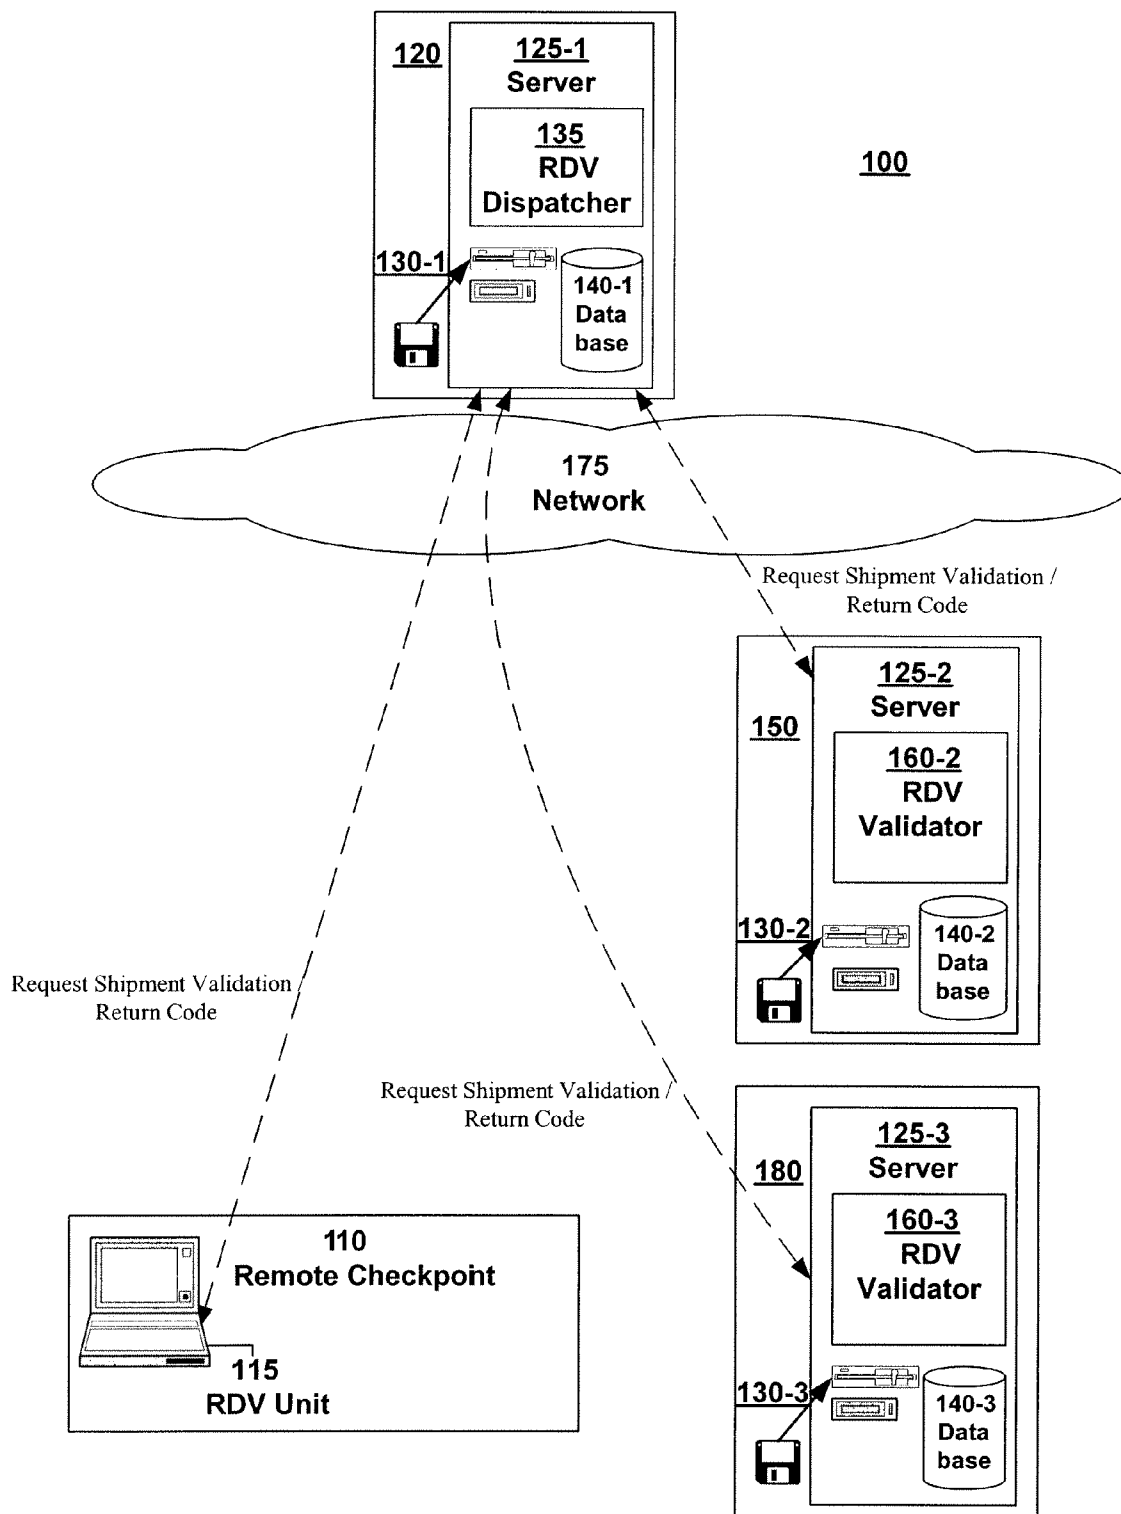 120
125-1
Server
135
RDV
Dispatcher
100
130-1
140-1
Data
base
175
Network
Request Shipment Validation /
Return Code
125-2
Server
150
160-2
RDV
Validator
130-2
140-2
Data
base
Request Shipment Validation /
Return Code
Request Shipment Validation /
Return Code
125-3
Server
180
160-3
RDV
Validator
130-3
140-3
Data
base
110
Remote Checkpoint
115
RDV Unit